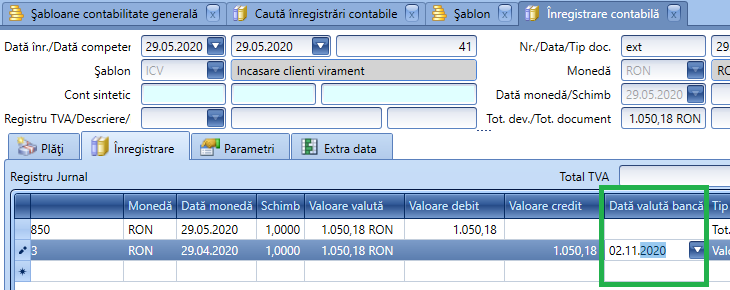 Șabloane contabilitate generală x Caută înregistrări contabile x Șablon x Înregistrare contabilă x
Dată înr./Dată competer 29.05.2020 29.05.2020 41 Nr./Data/Tip doc. ext 29
Șablon ICV Incasare clienti virament Monedă RON RO
Cont sintetic Dată monedă/Schimb 29.05.2020
Registru TVA/Descriere/ Tot. dev./Tot. document 1.050,18 RON
Plăţi Înregistrare Parametri Extra data
Registru Jurnal Total TVA
Monedă Dată monedă Schimb Valoare valută Valoare debit Valoare credit Dată valută bancă Tip
850 RON 29.05.2020 1,0000 1.050,18 RON 1.050,18 Tot.
3 RON 29.04.2020 1,0000 1.050,18 RON 1.050,18 02.11.2020 Valo